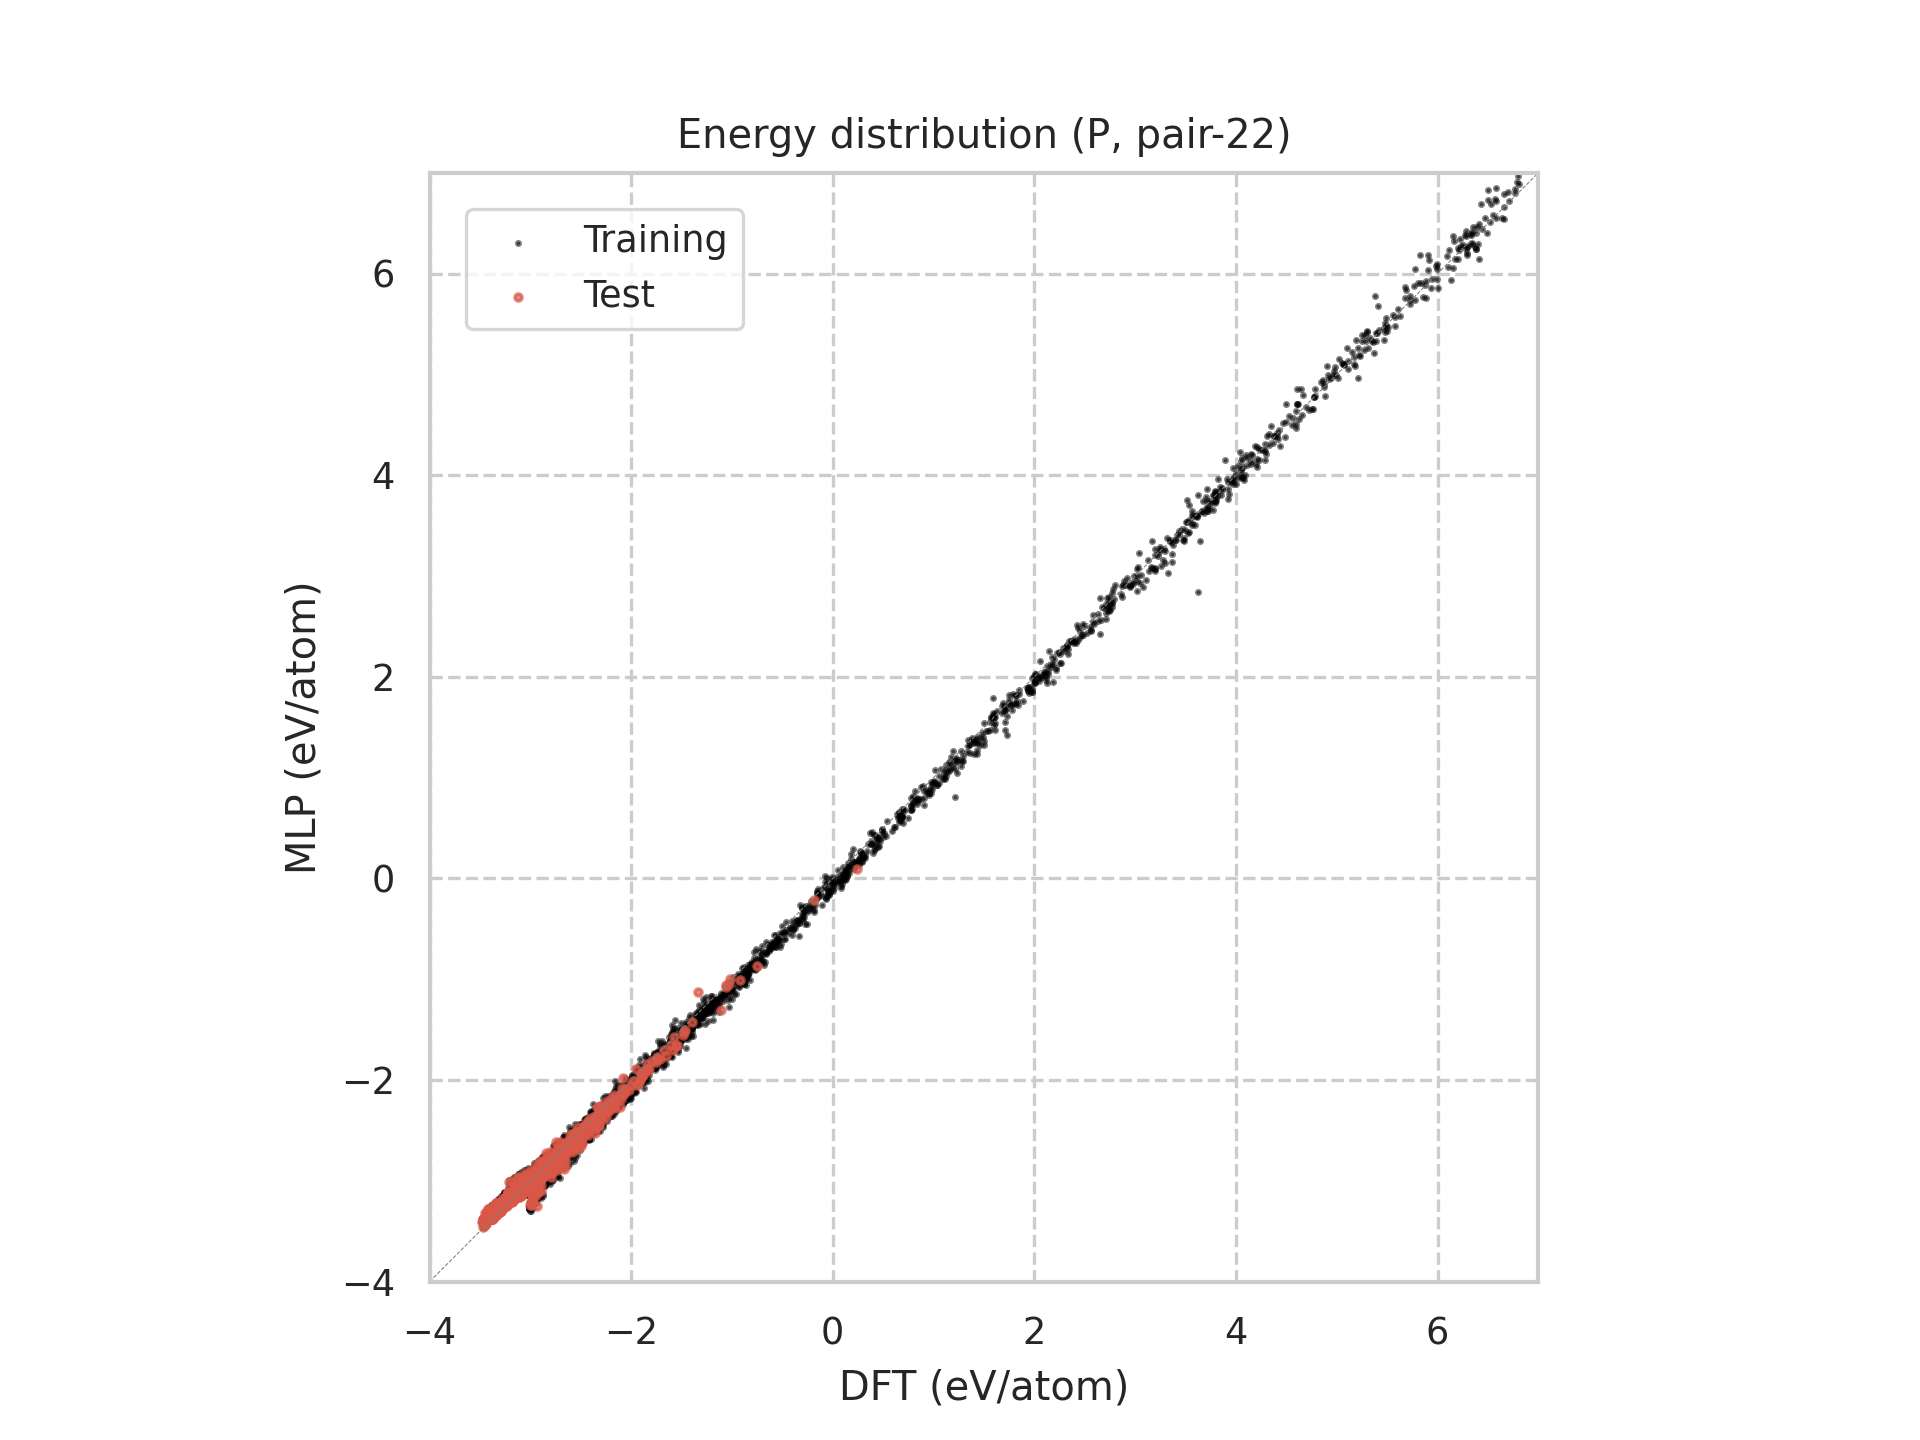 Energy distribution (P, pair-22)
Training
Test
6
4
2
0
−2
−4
MLP (eV/atom)
−4 −2 0 2 4 6
DFT (eV/atom)